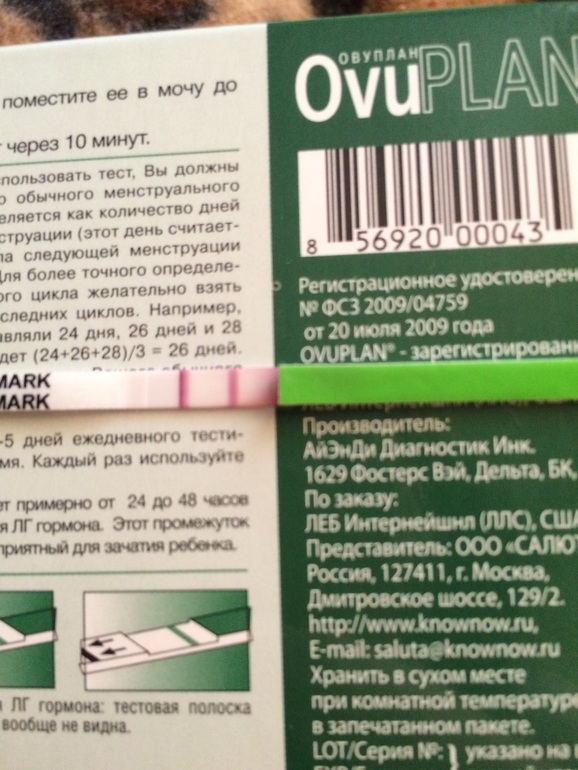 поместите ее в мочу до
через 10 минут.
пользовать тест, Вы должны
обычного менструального
еляется как количество дней
струации (этот день считает-
ла следующей менструации
Для более точного определе-
ого цикла желательно взять
следних циклов. Например,
авляли 24 дня, 26 дней и 28
дет (24+26+28)/3 = 26 дней.
MARK
MARK
-5 дней ежедневного тести-
мя. Каждый раз используйте
ет примерно от 24 до 48 часов
я ЛГ гормона. Этот промежуток
приятный для зачатия ребенка.
ЛГ гормона: тестовая полоска
вообще не видна.
ОВУПЛАН
OvuPLAN
8 56920 00043
Регистрационное удостоверен
№ ФСЗ 2009/04759
от 20 июля 2009 года
OVUPLAN® - зарегистрированн
Производитель:
АйЭнДи Диагностик Инк.
1629 Фостерс Вэй, Дельта, БК,
По заказу:
ЛЕБ Интернейшнл (ЛЛС), США
Представитель: ООО «САЛЮТ
Россия, 127411, г. Москва,
Дмитровское шоссе, 129/2.
http://www.knownow.ru,
E-mail: saluta@knownow.ru
Хранить в сухом месте
при комнатной температуре
в запечатанном пакете.
LOT/Серия №: } указано на